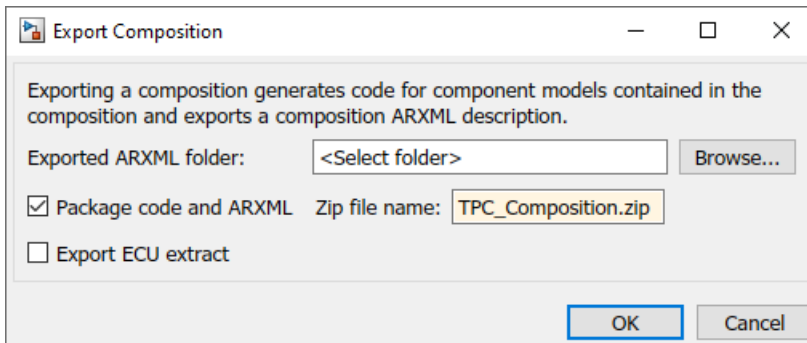 Export Composition
Exporting a composition generates code for component models contained in the
composition and exports a composition ARXML description.
Exported ARXML folder: <Select folder> Browse...
Package code and ARXML Zip file name: TPC_Composition.zip
Export ECU extract
OK Cancel